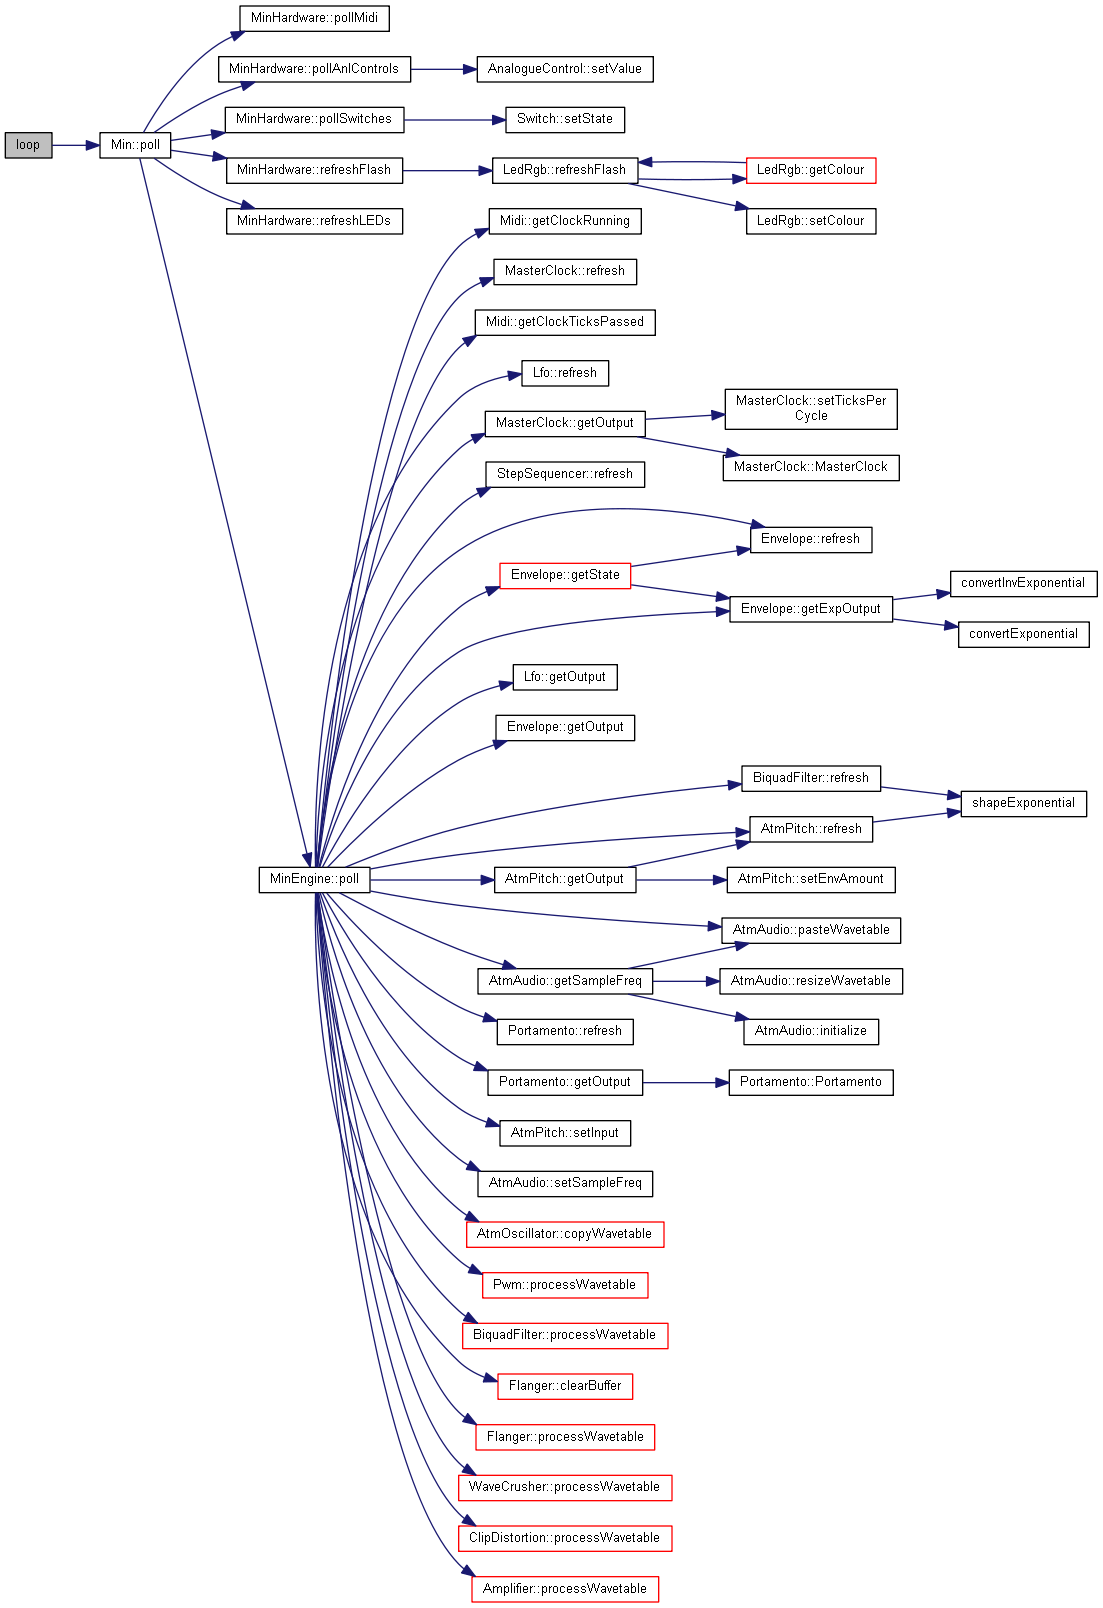 MinHardware::pollMidi
MinHardware::pollAnlControls
AnalogueControl::setValue
MinHardware::pollSwitches
Switch::setState
loop
Min::poll
MinHardware::refreshFlash
LedRgb::refreshFlash
LedRgb::getColour
MinHardware::refreshLEDs
Midi::getClockRunning
LedRgb::setColour
MasterClock::refresh
Midi::getClockTicksPassed
Lfo::refresh
MasterClock::getOutput
MasterClock::setTicksPer
Cycle
MasterClock::MasterClock
StepSequencer::refresh
Envelope::refresh
Envelope::getState
convertInvExponential
Envelope::getExpOutput
convertExponential
Lfo::getOutput
Envelope::getOutput
BiquadFilter::refresh
shapeExponential
AtmPitch::refresh
MinEngine::poll
AtmPitch::getOutput
AtmPitch::setEnvAmount
AtmAudio::pasteWavetable
AtmAudio::getSampleFreq
AtmAudio::resizeWavetable
Portamento::refresh
AtmAudio::initialize
Portamento::getOutput
Portamento::Portamento
AtmPitch::setInput
AtmAudio::setSampleFreq
AtmOscillator::copyWavetable
Pwm::processWavetable
BiquadFilter::processWavetable
Flanger::clearBuffer
Flanger::processWavetable
WaveCrusher::processWavetable
ClipDistortion::processWavetable
Amplifier::processWavetable